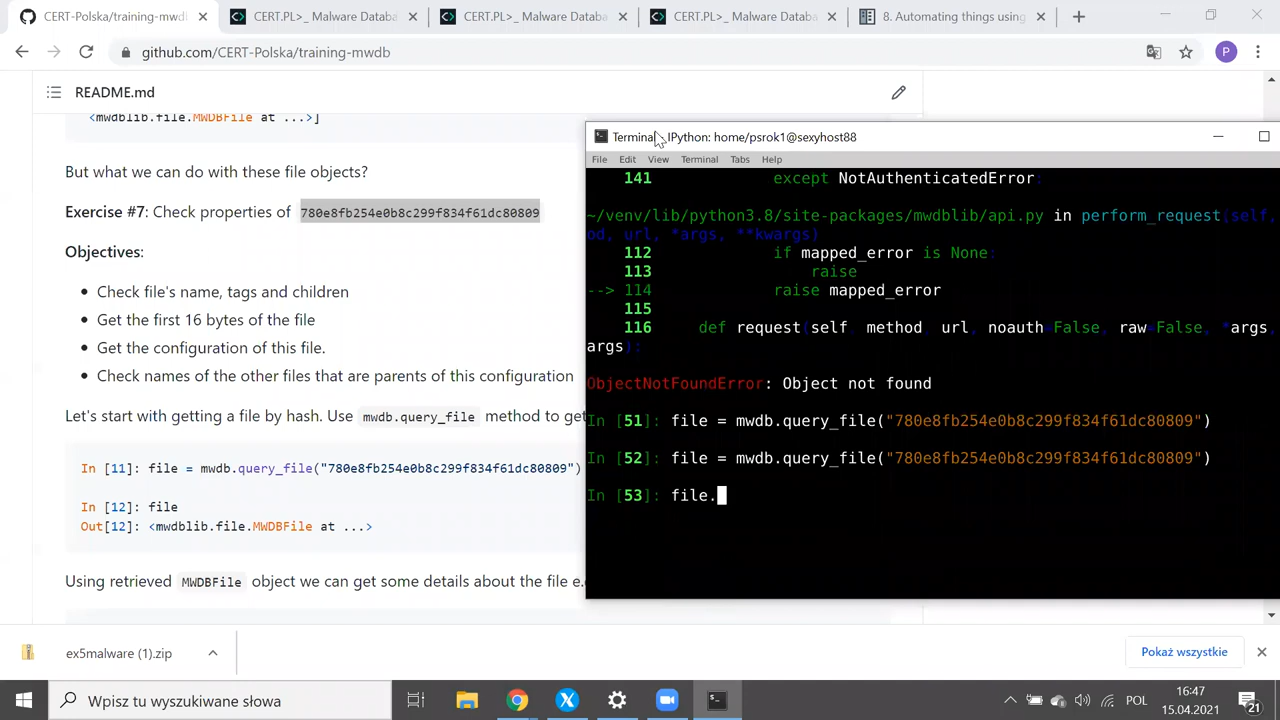 CERT-Polska/training-mwdb
CERT.PL>_ Malware Databa
CERT.PL>_ Malware Databa
CERT.PL>_ Malware Databa
8. Automating things using
github.com/CERT-Polska/training-mwdb
P
README.md
<mwdblib.file.MWDBFile at ...>]
But what we can do with these file objects?
Exercise #7: Check properties of 780e8fb254e0b8c299f834f61dc80809
Objectives:
Check file's name, tags and children
Get the first 16 bytes of the file
Get the configuration of this file.
Check names of the other files that are parents of this configuration
Let's start with getting a file by hash. Use mwdb.query_file method to get
In [11]: file = mwdb.query_file("780e8fb254e0b8c299f834f61dc80809")
In [12]: file
Out[12]: <mwdblib.file.MWDBFile at ...>
Using retrieved MWDBFile object we can get some details about the file e.
Terminal IPython: home/psrok1@sexyhost88
File Edit View Terminal Tabs Help
141 except NotAuthenticatedError:
~/venv/lib/python3.8/site-packages/mwdblib/api.py in perform_request(self,
od, url, *args, **kwargs)
112 if mapped_error is None:
113 raise
--> 114 raise mapped_error
115
116 def request(self, method, url, noauth=False, raw=False, *args,
args):
ObjectNotFoundError: Object not found
In [51]: file = mwdb.query_file("780e8fb254e0b8c299f834f61dc80809")
In [52]: file = mwdb.query_file("780e8fb254e0b8c299f834f61dc80809")
In [53]: file.
ex5malware (1).zip
Pokaż wszystkie
Wpisz tu wyszukiwane słowa
POL
16:47
15.04.2021
21